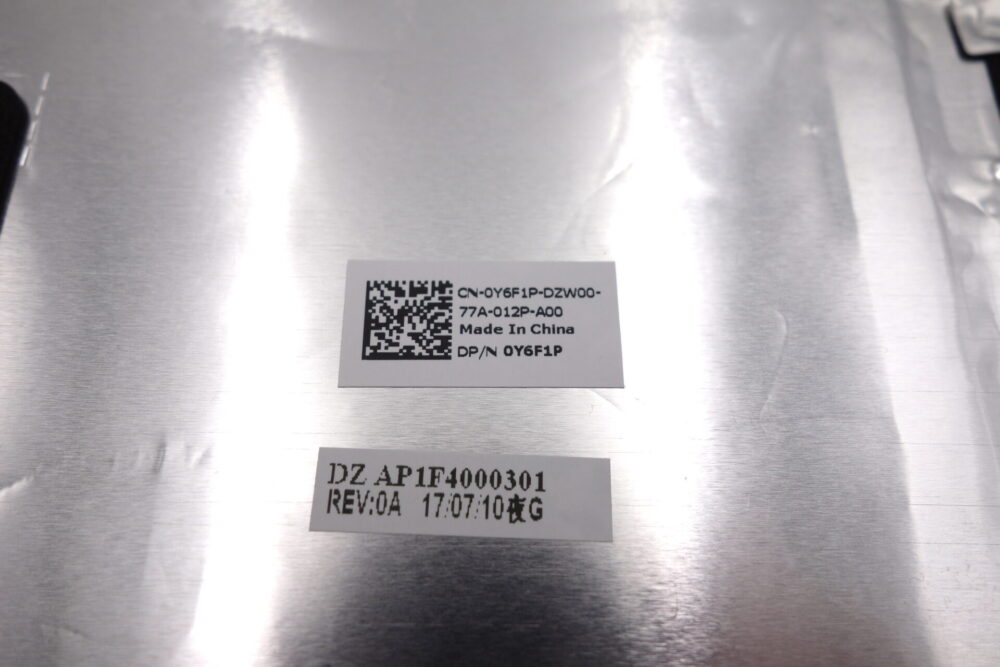 CN-0Y6F1P-DZW00-
77A-012P-A00
Made In China
DP/N 0Y6F1P
DZ AP1F4000301
REV:0A 17/07/10夜G